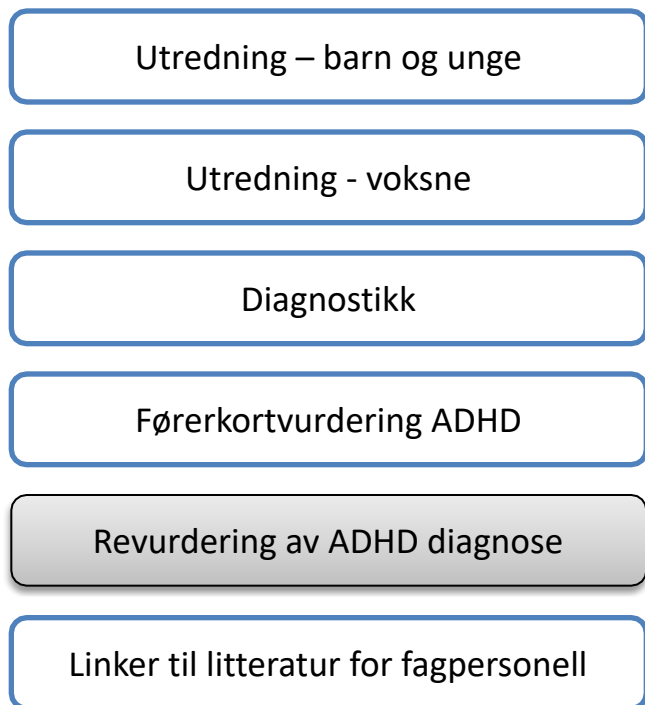 Utredning – barn og unge
Utredning - voksne
Diagnostikk
Førerkortvurdering ADHD
Revurdering av ADHD diagnose
Linker til litteratur for fagpersonell